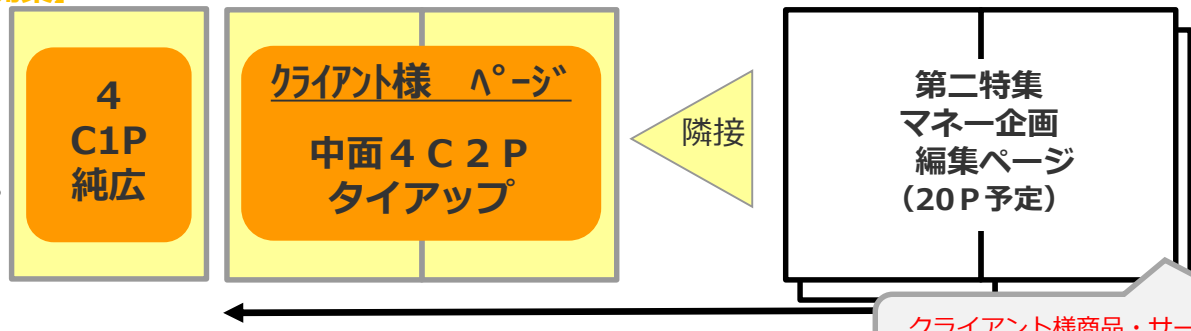 4
C1P
純広
クライアント様 ページ
中面４Ｃ２Ｐ
タイアップ
隣接
第二特集
マネー企画
編集ページ
（20Ｐ予定）
クライアント様商品・サー